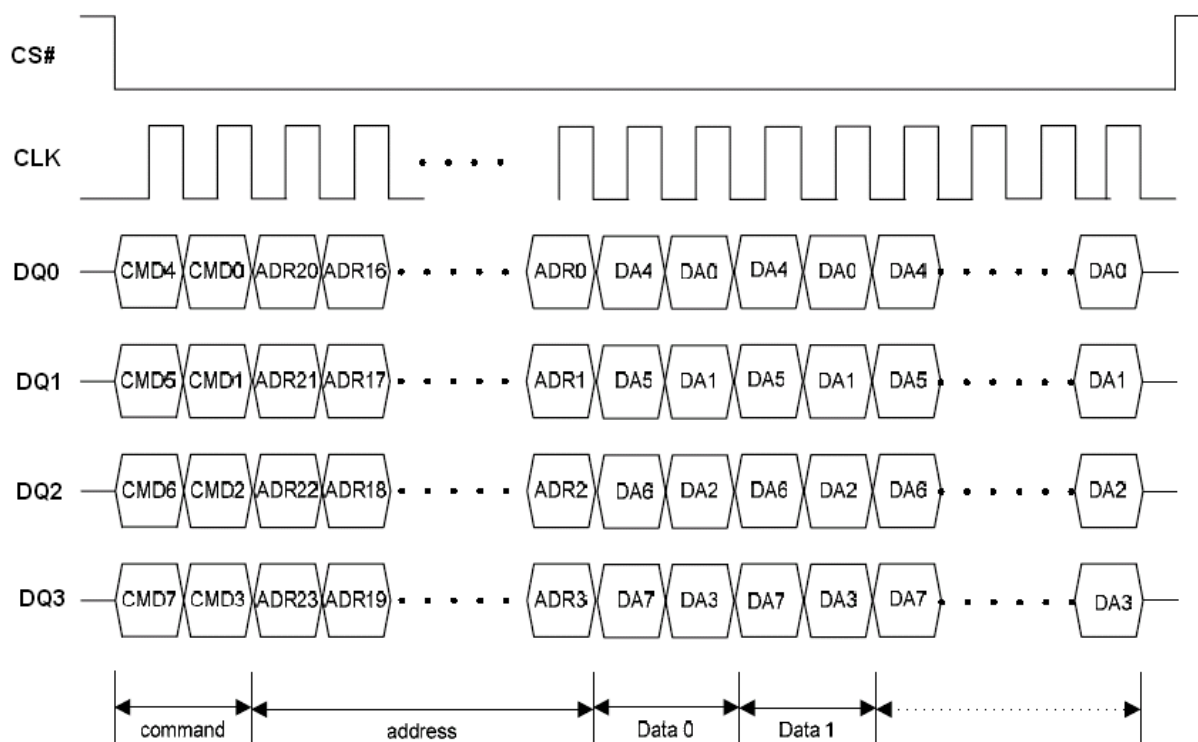 CS#
CLK
DQ0 CMD4 CMD0 ADR20 ADR16 ADR0 DA4 DA0 DA4 DA0 DA4 DA0
DQ1 CMD5 CMD1 ADR21 ADR17 ADR1 DA5 DA1 DA5 DA1 DA5 DA1
DQ2 CMD6 CMD2 ADR22 ADR18 ADR2 DA6 DA2 DA6 DA2 DA6 DA2
DQ3 CMD7 CMD3 ADR23 ADR19 ADR3 DA7 DA3 DA7 DA3 DA7 DA3
command address Data 0 Data 1